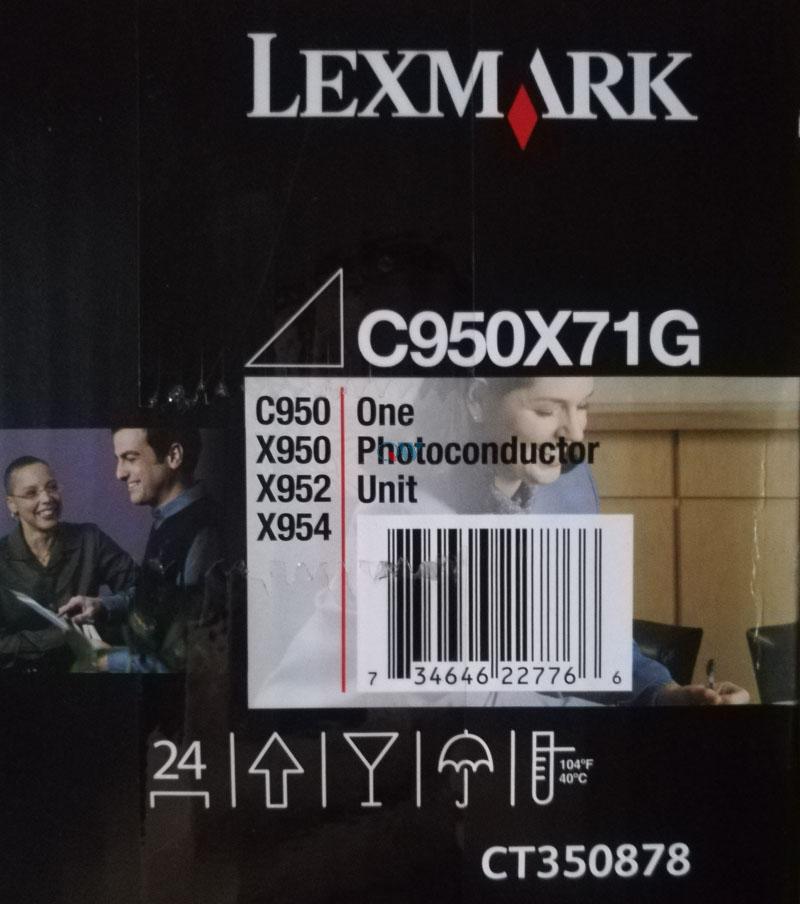 LEXMARK
C950X71G
C950
X950
X952
X954
One
Photoconductor
Unit
7 34646 22776 6
24
104°F
40°C
CT350878